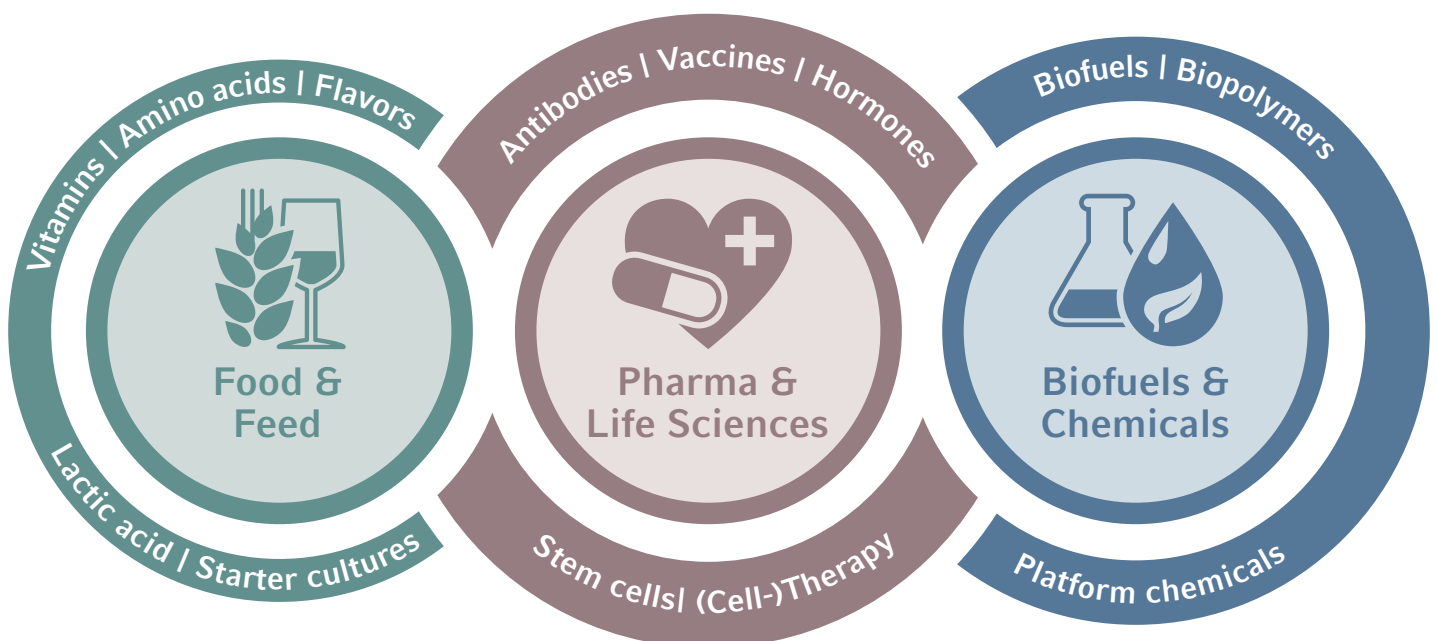 Vitamins | Amino acids | Flavors
Food &
Feed
Lactic acid | Starter cultures
Antibodies | Vaccines | Hormones
Pharma &
Life Sciences
Stem cells| (Cell-)Therapy
Biofuels | Biopolymers
Biofuels &
Chemicals
Platform chemicals